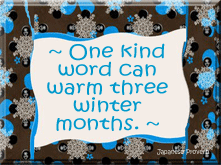 ~ One kind
word can
warm three
winter
months. ~
Japanese Proverb